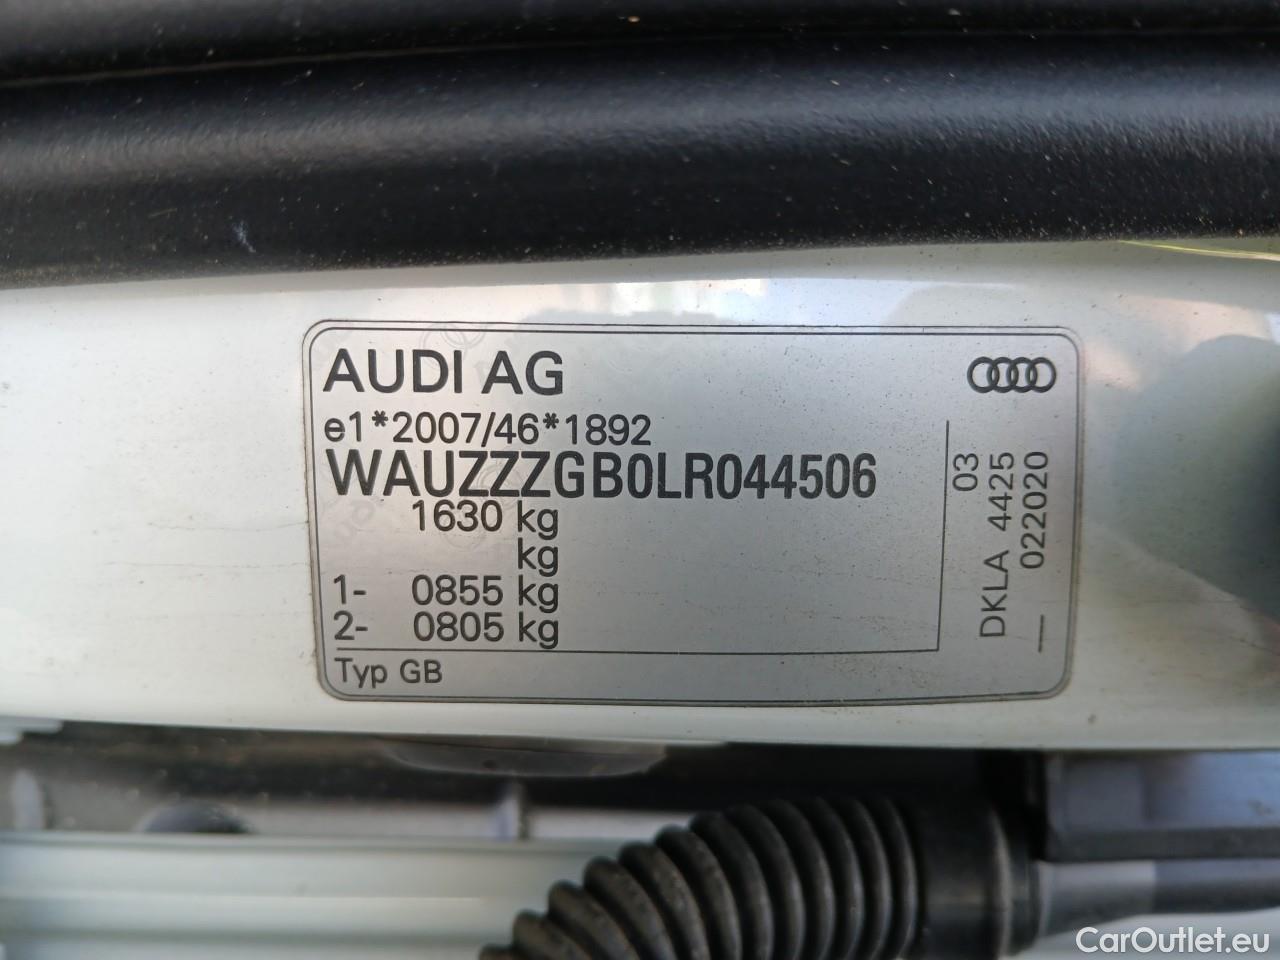 AUDI AG
e1*2007/46*1892
WAUZZZGB0LR044506
1630 kg
kg
1- 0855 kg
2- 0805 kg
Typ GB
03
DKLA 4425
— 022020
CarOutlet.eu